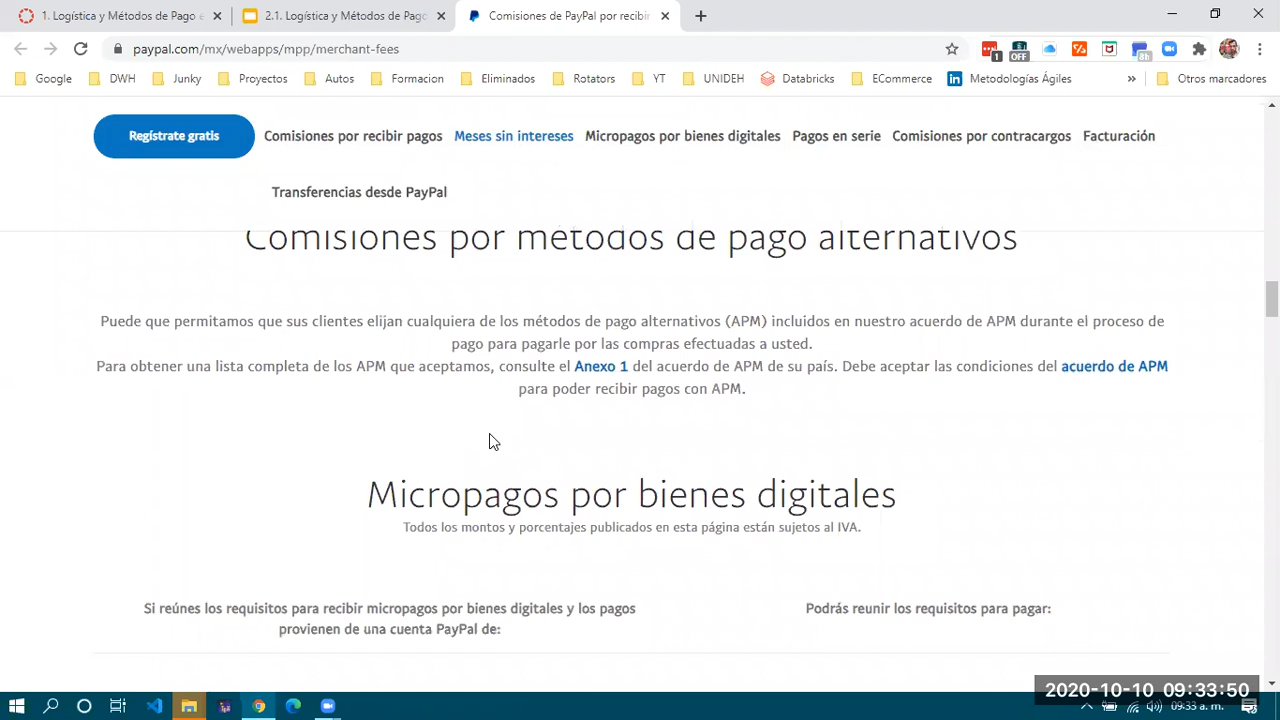 1. Logística y Métodos de Pago e
2.1. Logística y Métodos de Pago
Comisiones de PayPal por recibir
paypal.com/mx/webapps/mpp/merchant-fees
1
OFF
8h
Google
DWH
Junky
Proyectos
Autos
Formacion
Eliminados
Rotators
YT
UNIDEH
Databricks
ECommerce
Metodologías Ágiles
»
Otros marcadores
Regístrate gratis
Comisiones por recibir pagos
Meses sin intereses
Micropagos por bienes digitales
Pagos en serie
Comisiones por contracargos
Facturación
Transferencias desde PayPal
Comisiones por métodos de pago alternativos
Puede que permitamos que sus clientes elijan cualquiera de los métodos de pago alternativos (APM) incluidos en nuestro acuerdo de APM durante el proceso de
pago para pagarle por las compras efectuadas a usted.
Para obtener una lista completa de los APM que aceptamos, consulte el Anexo 1 del acuerdo de APM de su país. Debe aceptar las condiciones del acuerdo de APM
para poder recibir pagos con APM.
Micropagos por bienes digitales
Todos los montos y porcentajes publicados en esta página están sujetos al IVA.
Si reúnes los requisitos para recibir micropagos por bienes digitales y los pagos
provienen de una cuenta PayPal de:
Podrás reunir los requisitos para pagar:
2020-10-10 09:33:50
09:33 a. m.